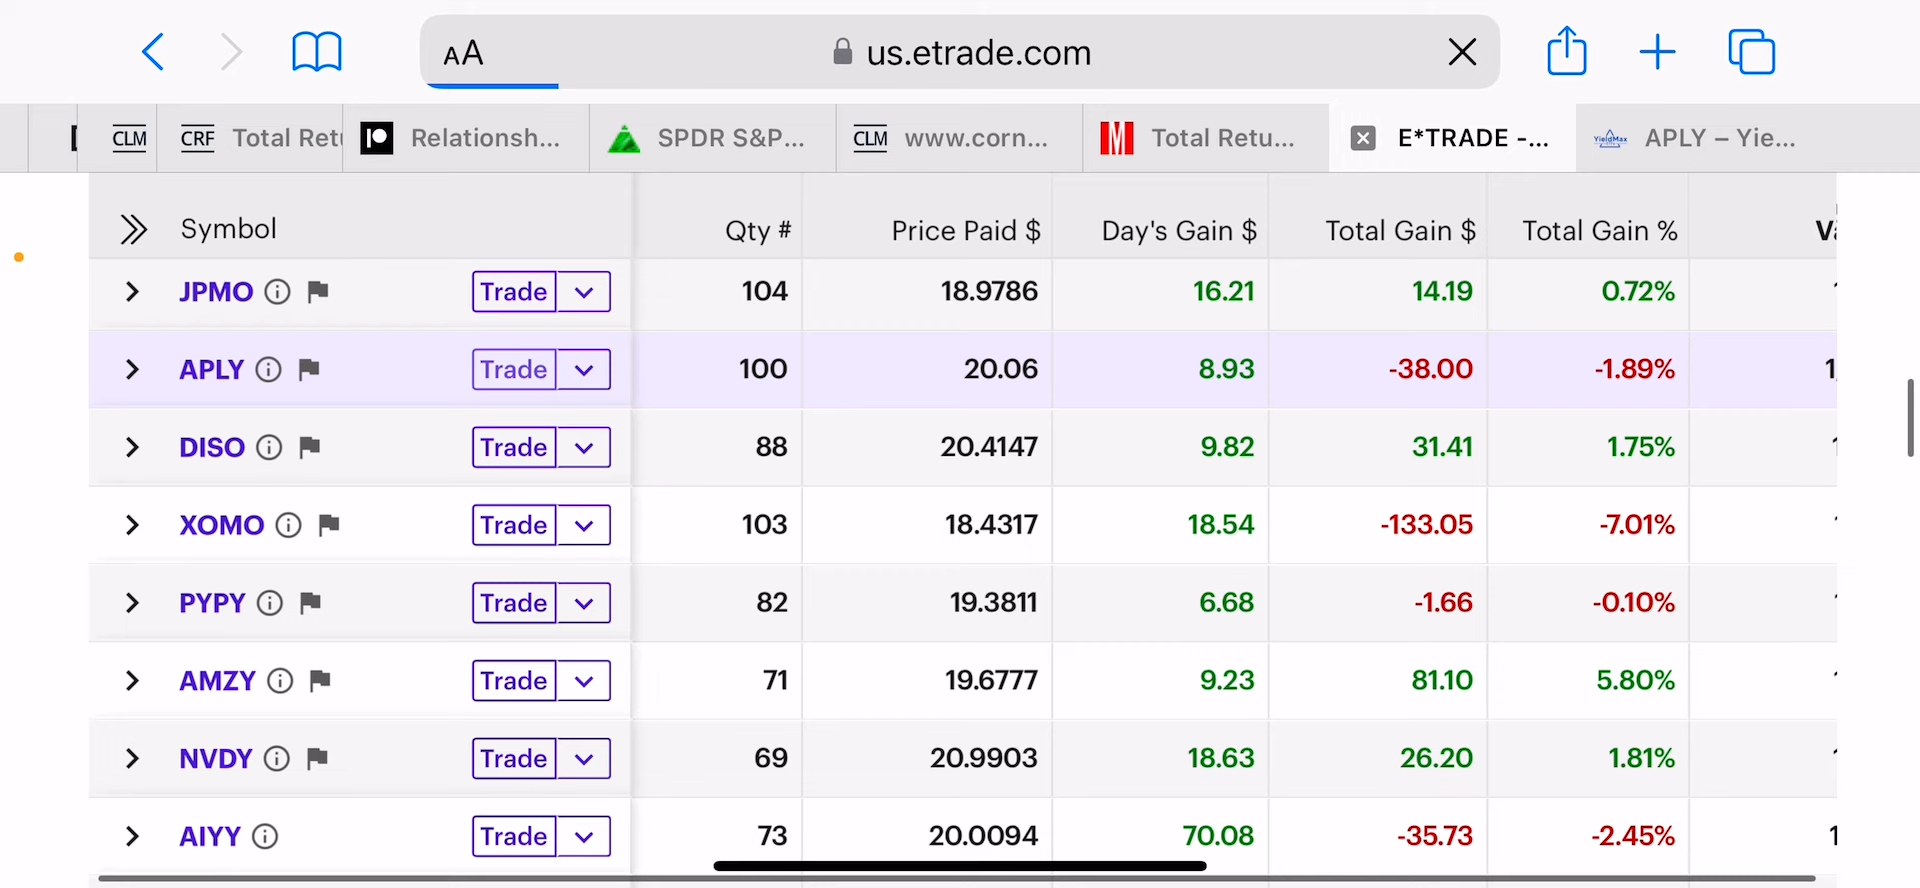 AA us.etrade.com
CLM CRF Total Retu Relationsh... SPDR S&P... CLM www.corn... Total Retu... E*TRADE -... YieldMax APLY – Yie...
Symbol Qty # Price Paid $ Day's Gain $ Total Gain $ Total Gain %
JPMO Trade 104 18.9786 16.21 14.19 0.72%
APLY Trade 100 20.06 8.93 -38.00 -1.89%
DISO Trade 88 20.4147 9.82 31.41 1.75%
XOMO Trade 103 18.4317 18.54 -133.05 -7.01%
PYPY Trade 82 19.3811 6.68 -1.66 -0.10%
AMZY Trade 71 19.6777 9.23 81.10 5.80%
NVDY Trade 69 20.9903 18.63 26.20 1.81%
AIYY Trade 73 20.0094 70.08 -35.73 -2.45%